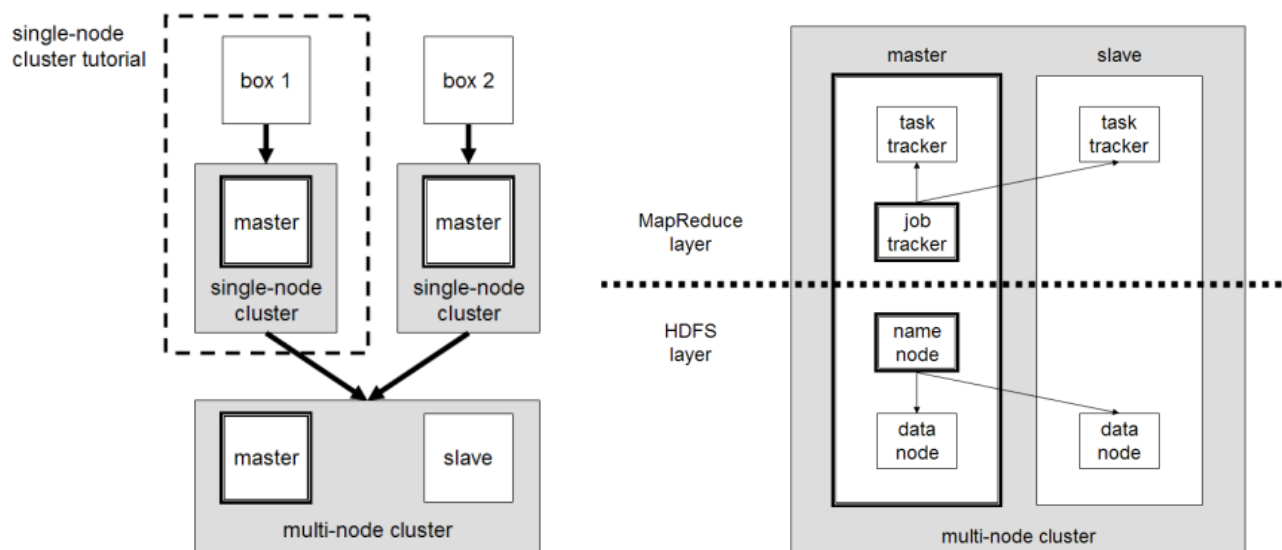 single-node
cluster tutorial
box 1
box 2
master
master
single-node
cluster
single-node
cluster
master
slave
multi-node cluster
master
slave
task
tracker
task
tracker
job
tracker
MapReduce
layer
HDFS
layer
name
node
data
node
data
node
multi-node cluster